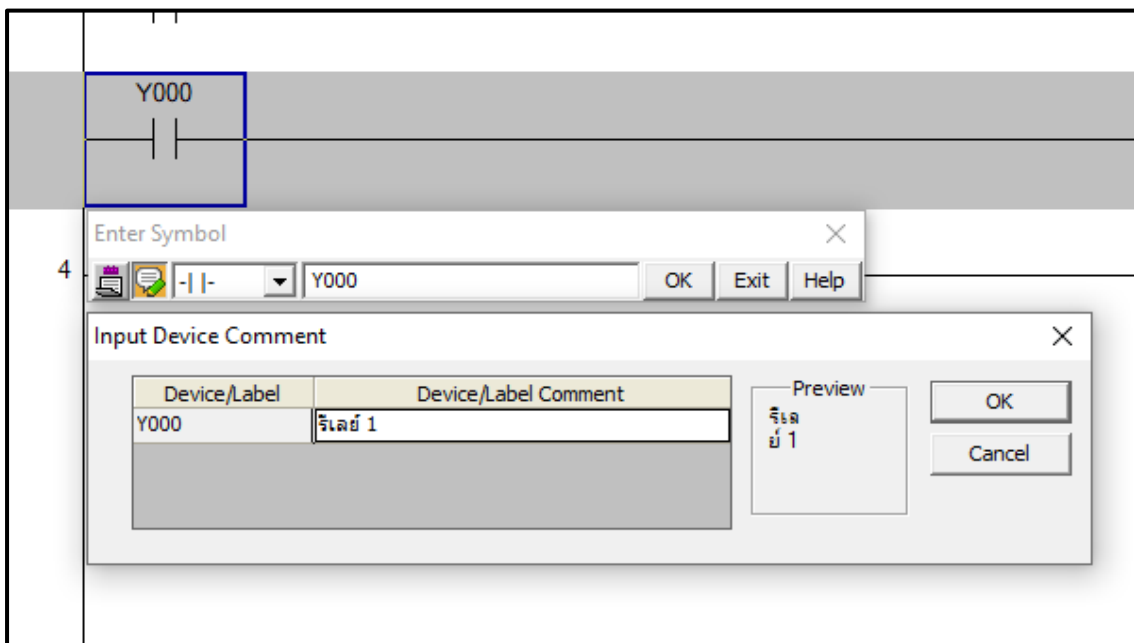 Y000
Enter Symbol
4
-| |-
Y000
OK
Exit
Help
Input Device Comment
Device/Label
Device/Label Comment
Preview
Y000
รีเลย์ 1
รีเล
ย์ 1
OK
Cancel